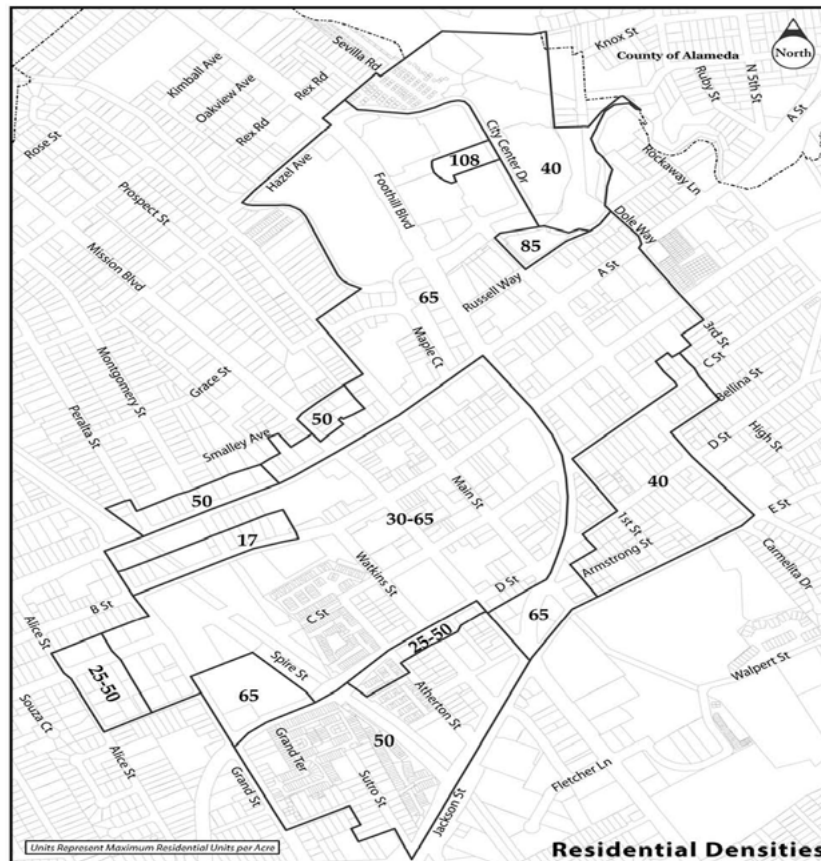 Knox St
County of Alameda
North
Sevilla Rd
Kimball Ave
Oakview Ave
Rex Rd
Rex Rd
Ruby St
N 5th St
A St
Rose St
Hazel Ave
Foothill Blvd
City Center Dr
108
40
Rockaway Ln
Prospect St
Dole Way
85
A St
Mission Blvd
65
Russell Way
Maple Ct
3rd St
C St
Bellina St
Montgomery St
Grace St
Peralta St
50
Smalley Ave
D St
High St
40
50
Main St
30-65
17
1st St
E St
Watkins St
Armstrong St
Carmelita Dr
D St
B St
C St
65
Alice St
25-50
25-50
Spire St
Walpert St
65
Atherton St
Souza Ct
Grand Ter
50
Alice St
Sutro St
Fletcher Ln
Grand St
Jackson St
Units Represent Maximum Residential Units per Acre
Residential Densities